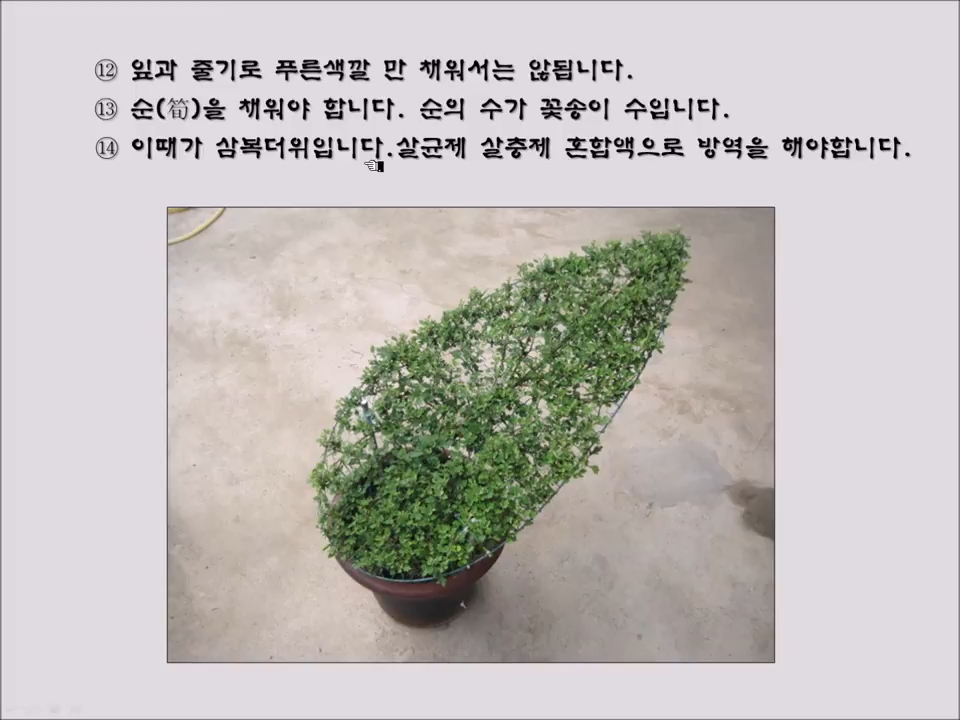 ⑫ 잎과 줄기로 푸른색깔 만 채워서는 않됩니다.
⑬ 순(筍)을 채워야 합니다. 순의 수가 꽃송이 수입니다.
⑭ 이때가 삼복더위입니다.살균제 살충제 혼합액으로 방역을 해야합니다.